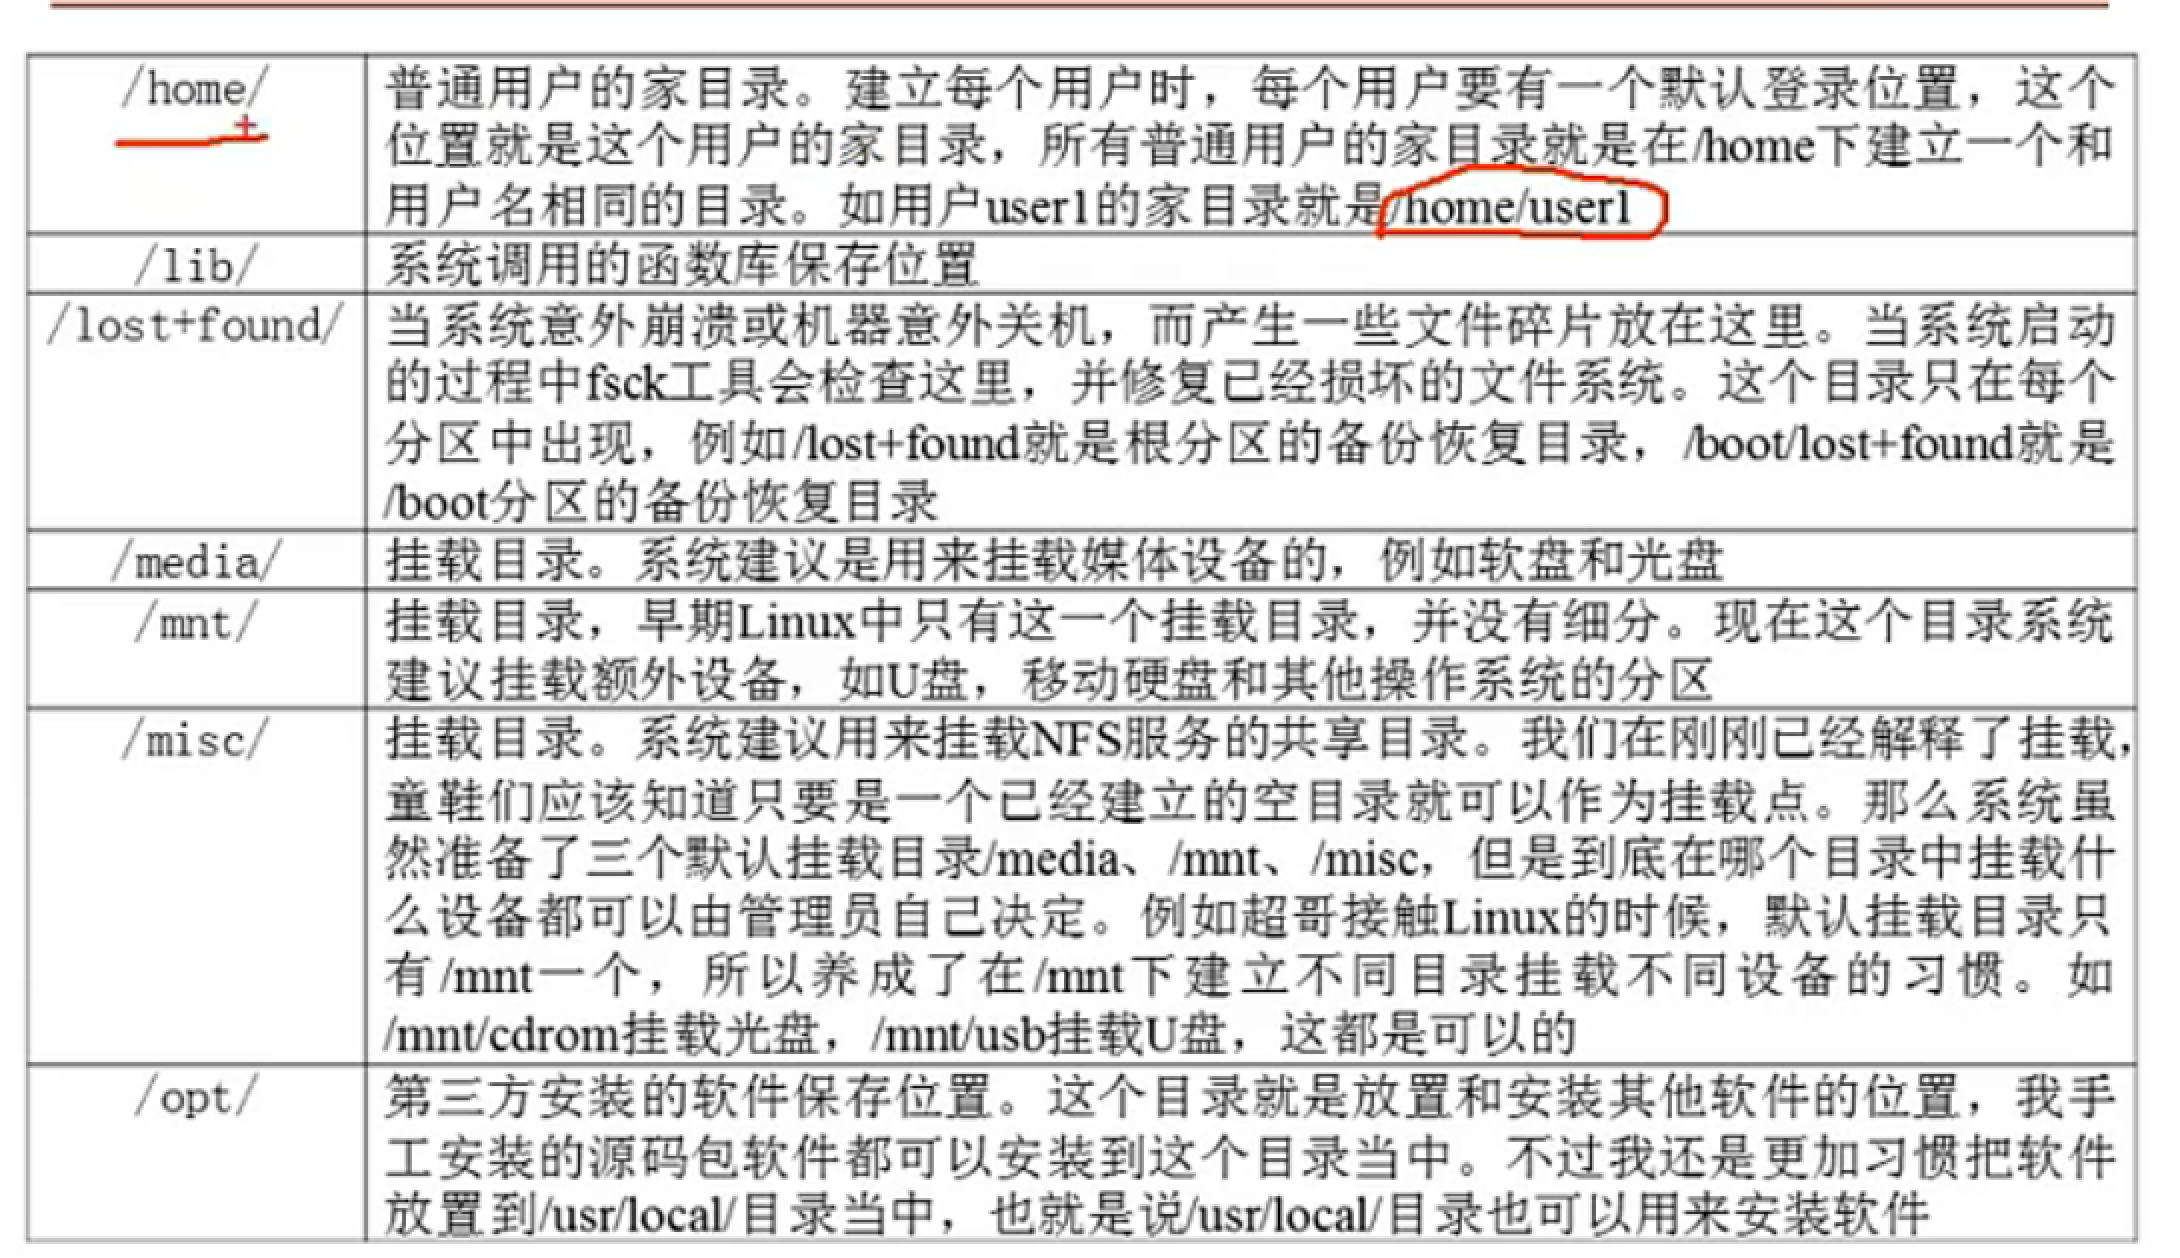 /home/
普通用户的家目录。建立每个用户时，每个用户要有一个默认登录位置，这个
位置就是这个用户的家目录，所有普通用户的家目录就是在/home下建立一个和
用户名相同的目录。如用户user1的家目录就是/home/user1
/lib/
系统调用的函数库保存位置
/lost+found/
当系统意外崩溃或机器意外关机，而产生一些文件碎片放在这里。当系统启动
的过程中fsck工具会检查这里，并修复已经损坏的文件系统。这个目录只在每个
分区中出现，例如/lost+found就是根分区的备份恢复目录，/boot/lost+found就是
/boot分区的备份恢复目录
/media/
挂载目录。系统建议是用来挂载媒体设备的，例如软盘和光盘
/mnt/
挂载目录，早期Linux中只有这一个挂载目录，并没有细分。现在这个目录系统
建议挂载额外设备，如U盘，移动硬盘和其他操作系统的分区
/misc/
挂载目录。系统建议用来挂载NFS服务的共享目录。我们在刚刚已经解释了挂载，
童鞋们应该知道只要是一个已经建立的空目录就可以作为挂载点。那么系统虽
然准备了三个默认挂载目录/media、/mnt、/misc，但是到底在哪个目录中挂载什
么设备都可以由管理员自己决定。例如超哥接触Linux的时候，默认挂载目录只
有/mnt一个，所以养成了在/mnt下建立不同目录挂载不同设备的习惯。如
/mnt/cdrom挂载光盘，/mnt/usb挂载U盘，这都是可以的
/opt/
第三方安装的软件保存位置。这个目录就是放置和安装其他软件的位置，我手
工安装的源码包软件都可以安装到这个目录当中。不过我还是更加习惯把软件
放置到/usr/local/目录当中，也就是说/usr/local/目录也可以用来安装软件